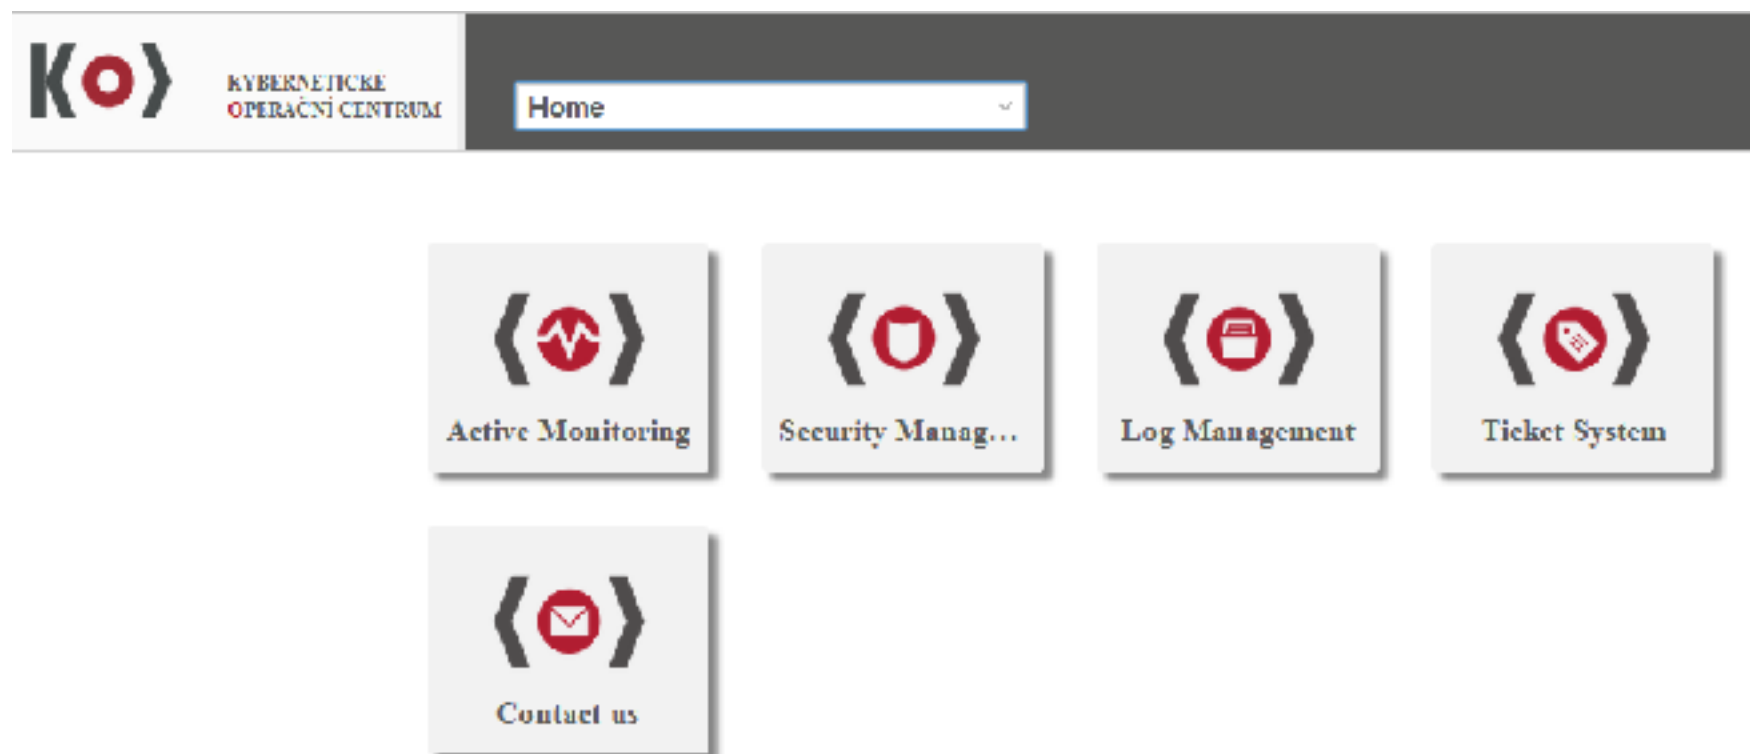 K(O)
KYBERNETICKÉ
OPERAČNÍ CENTRUM
Home
Active Monitoring
Security Manag...
Log Management
Ticket System
Contact us